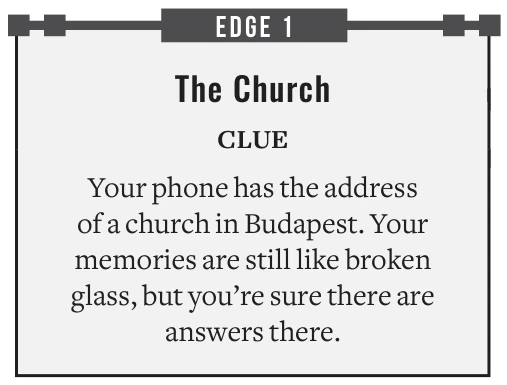 EDGE 1
The Church
CLUE
Your phone has the address
of a church in Budapest. Your
memories are still like broken
glass, but you’re sure there are
answers there.